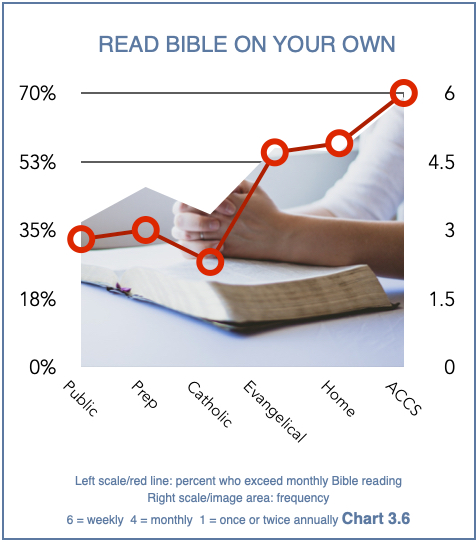 READ BIBLE ON YOUR OWN
70% 6
53% 4.5
35% 3
18% 1.5
0% 0
Public Prep Catholic Evangelical Home ACCS
Left scale/red line: percent who exceed monthly Bible reading
Right scale/image area: frequency
6 = weekly 4 = monthly 1 = once or twice annually Chart 3.6